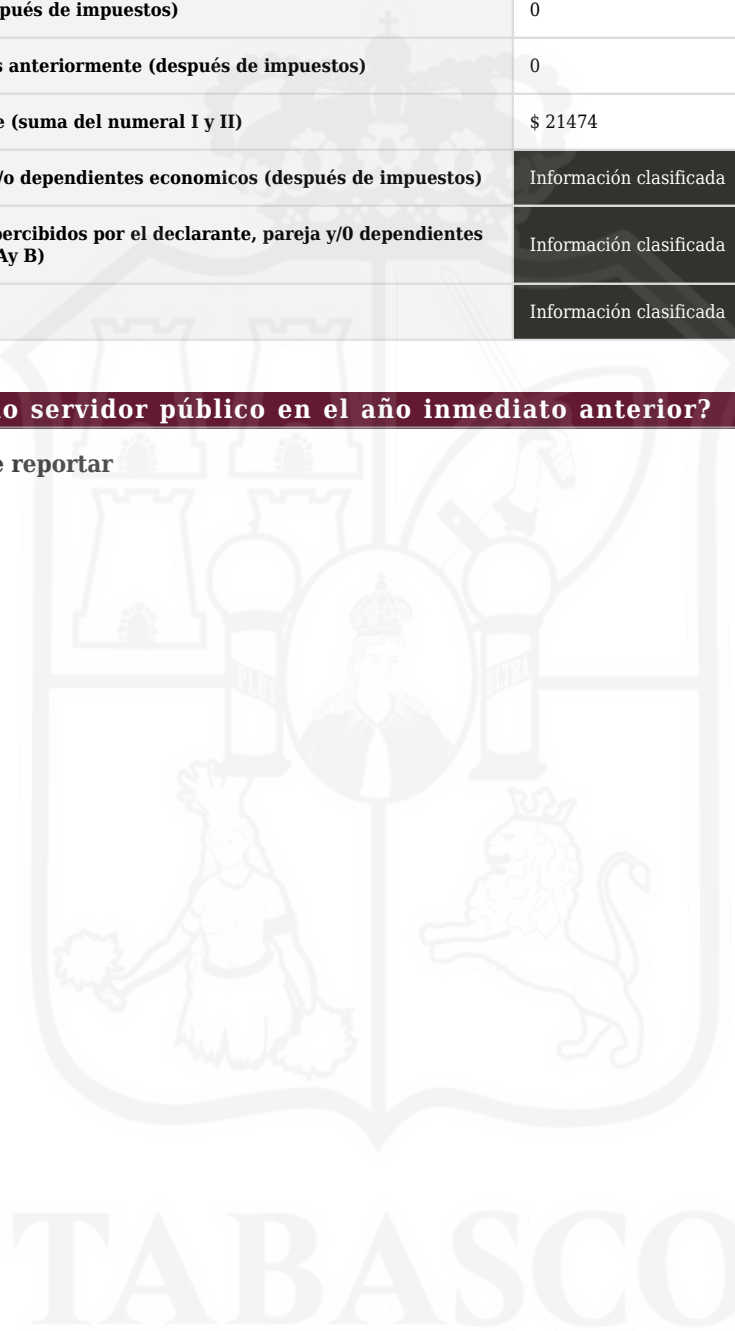 pués de impuestos) 0
s anteriormente (después de impuestos) 0
e (suma del numeral I y II) $ 21474
/o dependientes economicos (después de impuestos) Información clasificada
percibidos por el declarante, pareja y/0 dependientes
Ay B) Información clasificada
Información clasificada
o servidor público en el año inmediato anterior?
e reportar
PLUS ULTRA
TABASCO